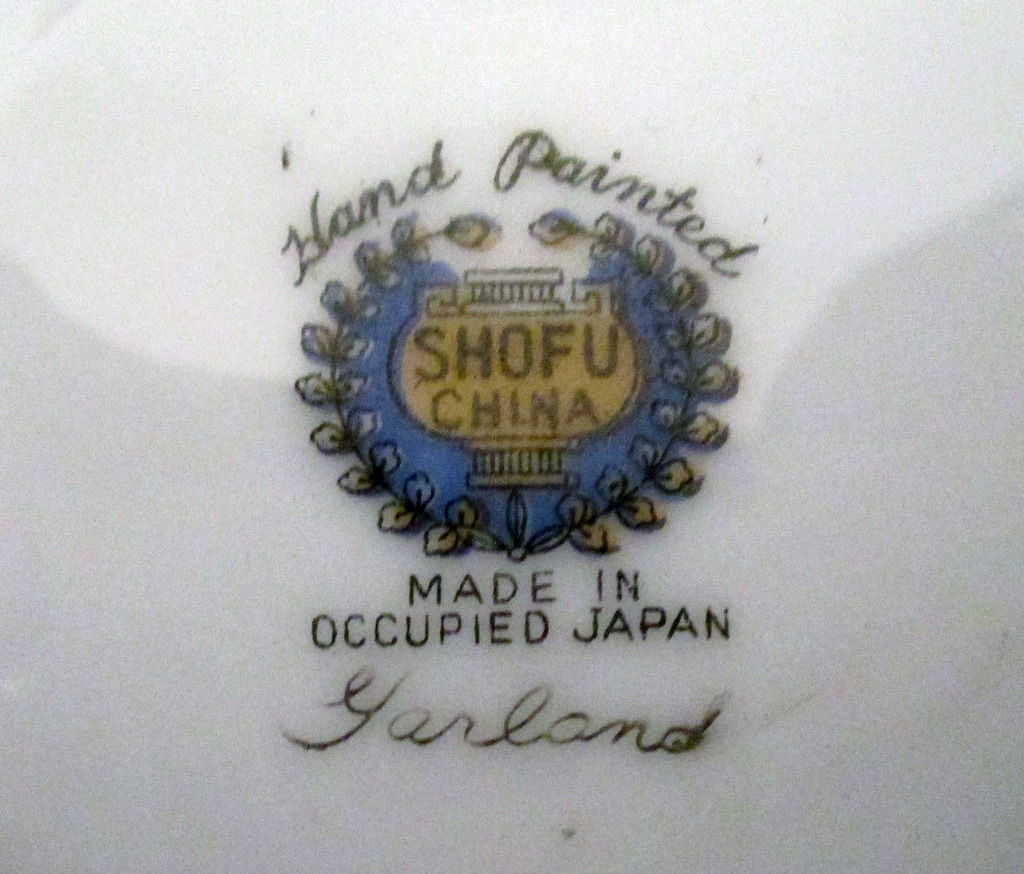 Hand Painted
SHOFU
CHINA
MADE IN
OCCUPIED JAPAN
Garland